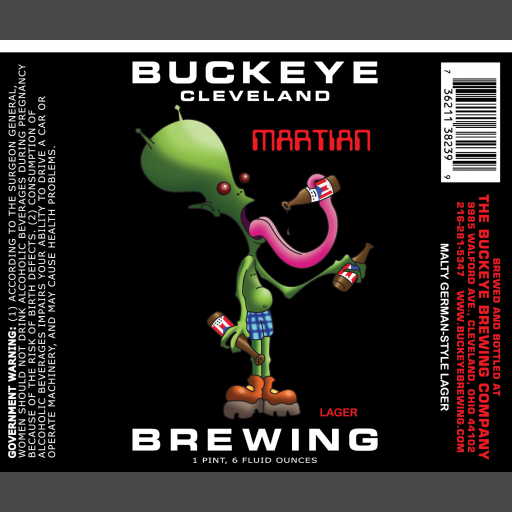 BUCKEYE
CLEVELAND
MARTIAN
LAGER
BREWING
1 PINT, 6 FLUID OUNCES
GOVERNMENT WARNING: (1) ACCORDING TO THE SURGEON GENERAL,
WOMEN SHOULD NOT DRINK ALCOHOLIC BEVERAGES DURING PREGNANCY
BECAUSE OF THE RISK OF BIRTH DEFECTS. (2) CONSUMPTION OF
ALCOHOLIC BEVERAGES IMPAIRS YOUR ABILITY TO DRIVE A CAR OR
OPERATE MACHINERY, AND MAY CAUSE HEALTH PROBLEMS.
7 36211 38239 9
BREWED AND BOTTLED AT
THE BUCKEYE BREWING COMPANY
9985 WALFORD AVE., CLEVELAND, OHIO 44102
216-281-5347 WWW.BUCKEYEBREWING.COM
MALTY GERMAN-STYLE LAGER